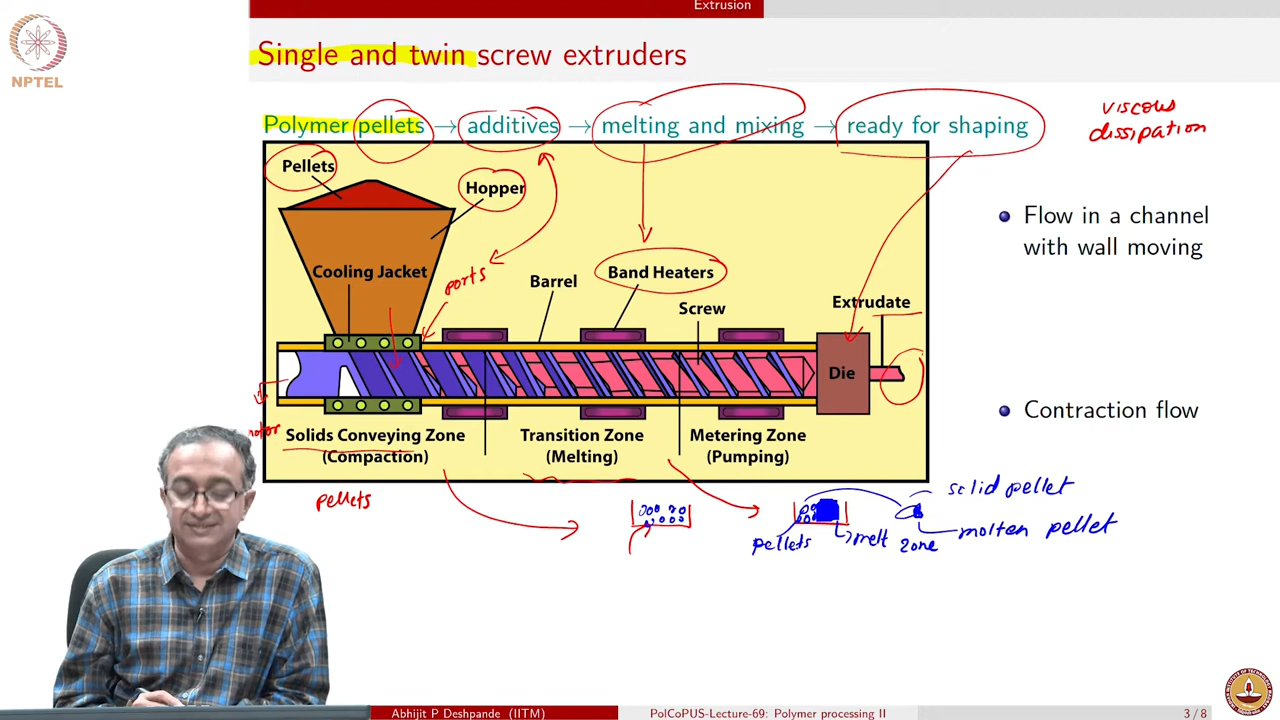 Extrusion
NPTEL
Single and twin screw extruders
Polymer pellets → additives → melting and mixing → ready for shaping
viscous
dissipation
Pellets
Hopper
Cooling Jacket
ports
Barrel
Band Heaters
Screw
Extrudate
Die
motor
Solids Conveying Zone
(Compaction)
Transition Zone
(Melting)
Metering Zone
(Pumping)
Flow in a channel
with wall moving
Contraction flow
pellets
solid pellet
molten pellet
pellets
melt zone
Abhijit P Deshpande (IITM)
PolCoPUS-Lecture-69: Polymer processing II
3 / 8